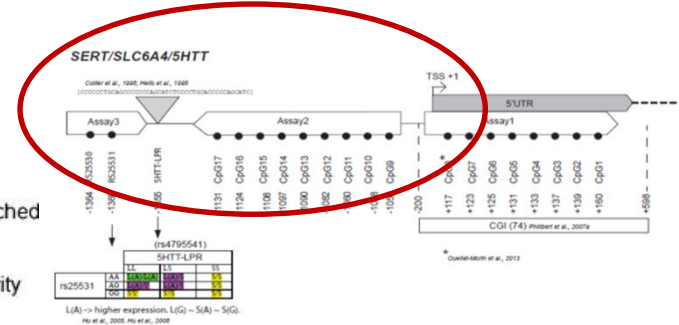 SERT/SLC6A4/5HTT
Collier et al., 1996; Heils et al., 1996
TSS +1
5'UTR
Assay3
Assay2
Assay1
RS25530
RS25531
5HTT-LPR
CpG17
CpG16
CpG15
CpG14
CpG13
CpG12
CpG11
CpG10
CpG9
CpG7
CpG6
CpG5
CpG4
CpG3
CpG2
CpG1
-1364
-1131
-1124
-1108
-1097
-1090
-1082
-200
+117
+123
+125
+131
+133
+137
+139
+160
+598
CGI (74) Philibert et al., 2007a
*
Ouellet-Morin et al., 2013
ched
ity
(rs4795541)
5HTT-LPR
LL LS SS
rs25531
AA
AG
GG
L(A) -> higher expression. L(G) ~ S(A) ~ S(G).
Hu et al., 2005. Hu et al., 2006